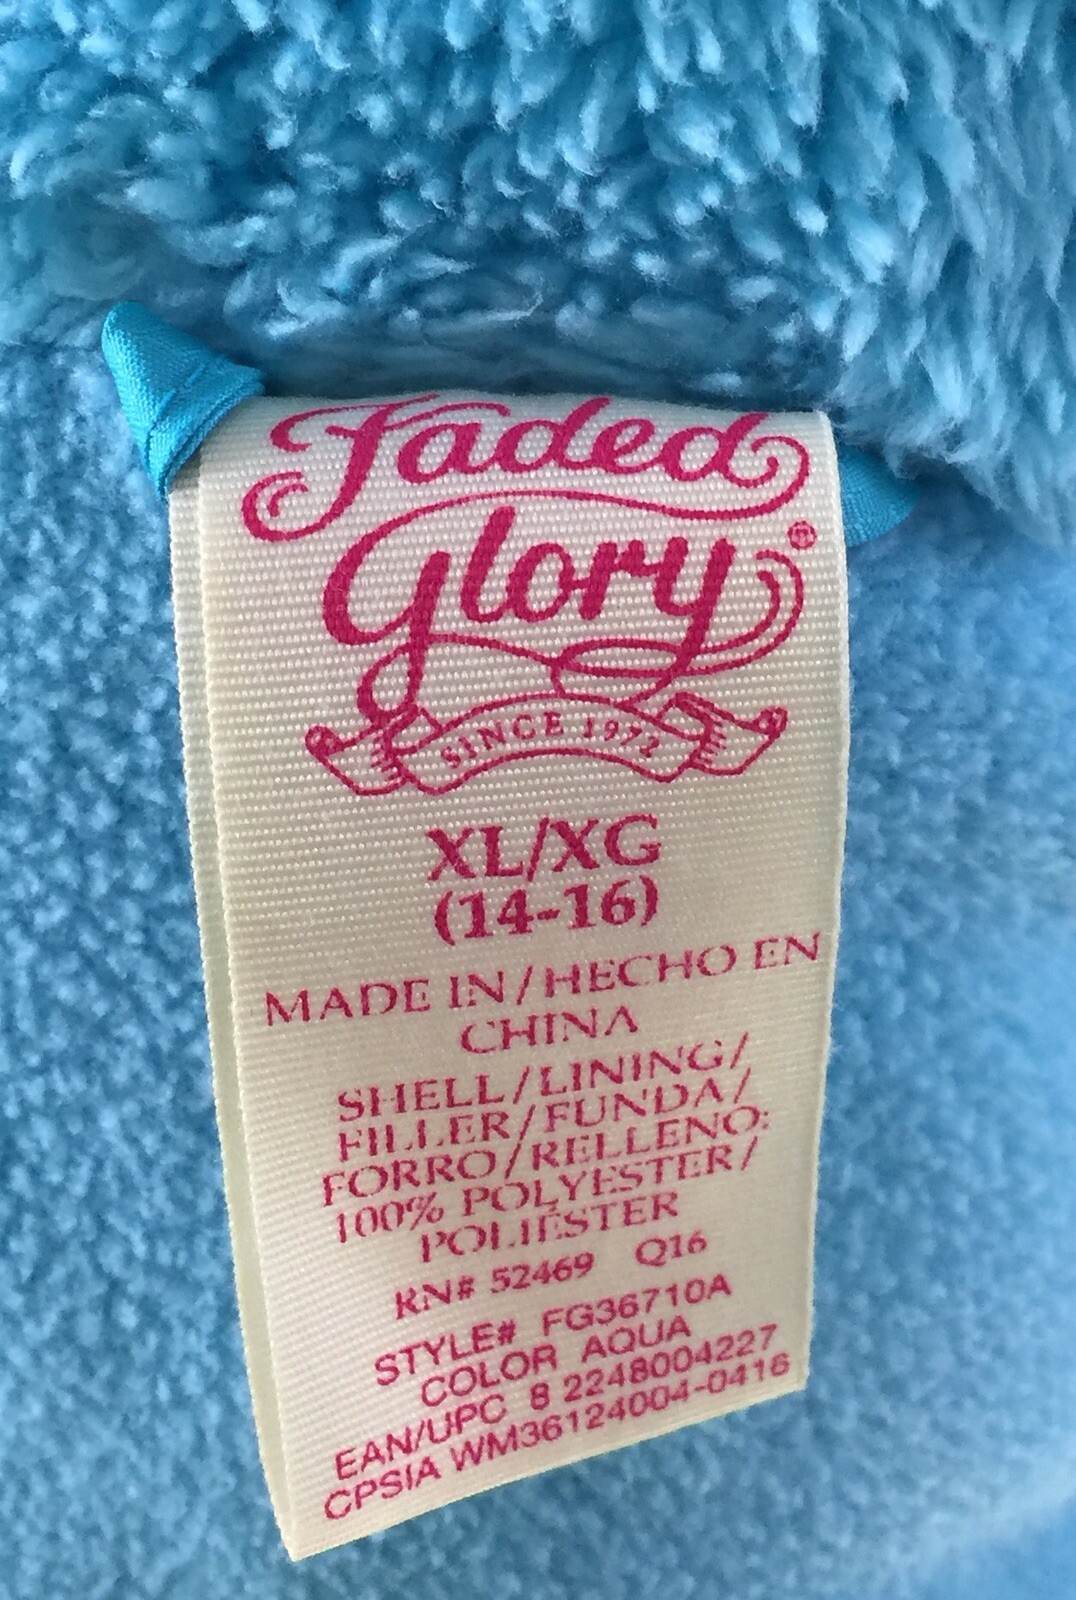 Faded
Glory®
SINCE 1972
XL/XG
(14-16)
MADE IN/HECHO EN
CHINA
SHELL/LINING/
FILLER/FUNDA/
FORRO/RELLENO:
100% POLYESTER/
POLIÉSTER
RN# 52469 Q16
STYLE# FG36710A
COLOR AQUA
EAN/UPC 8 2248004227
CPSIA WM36124004-0416